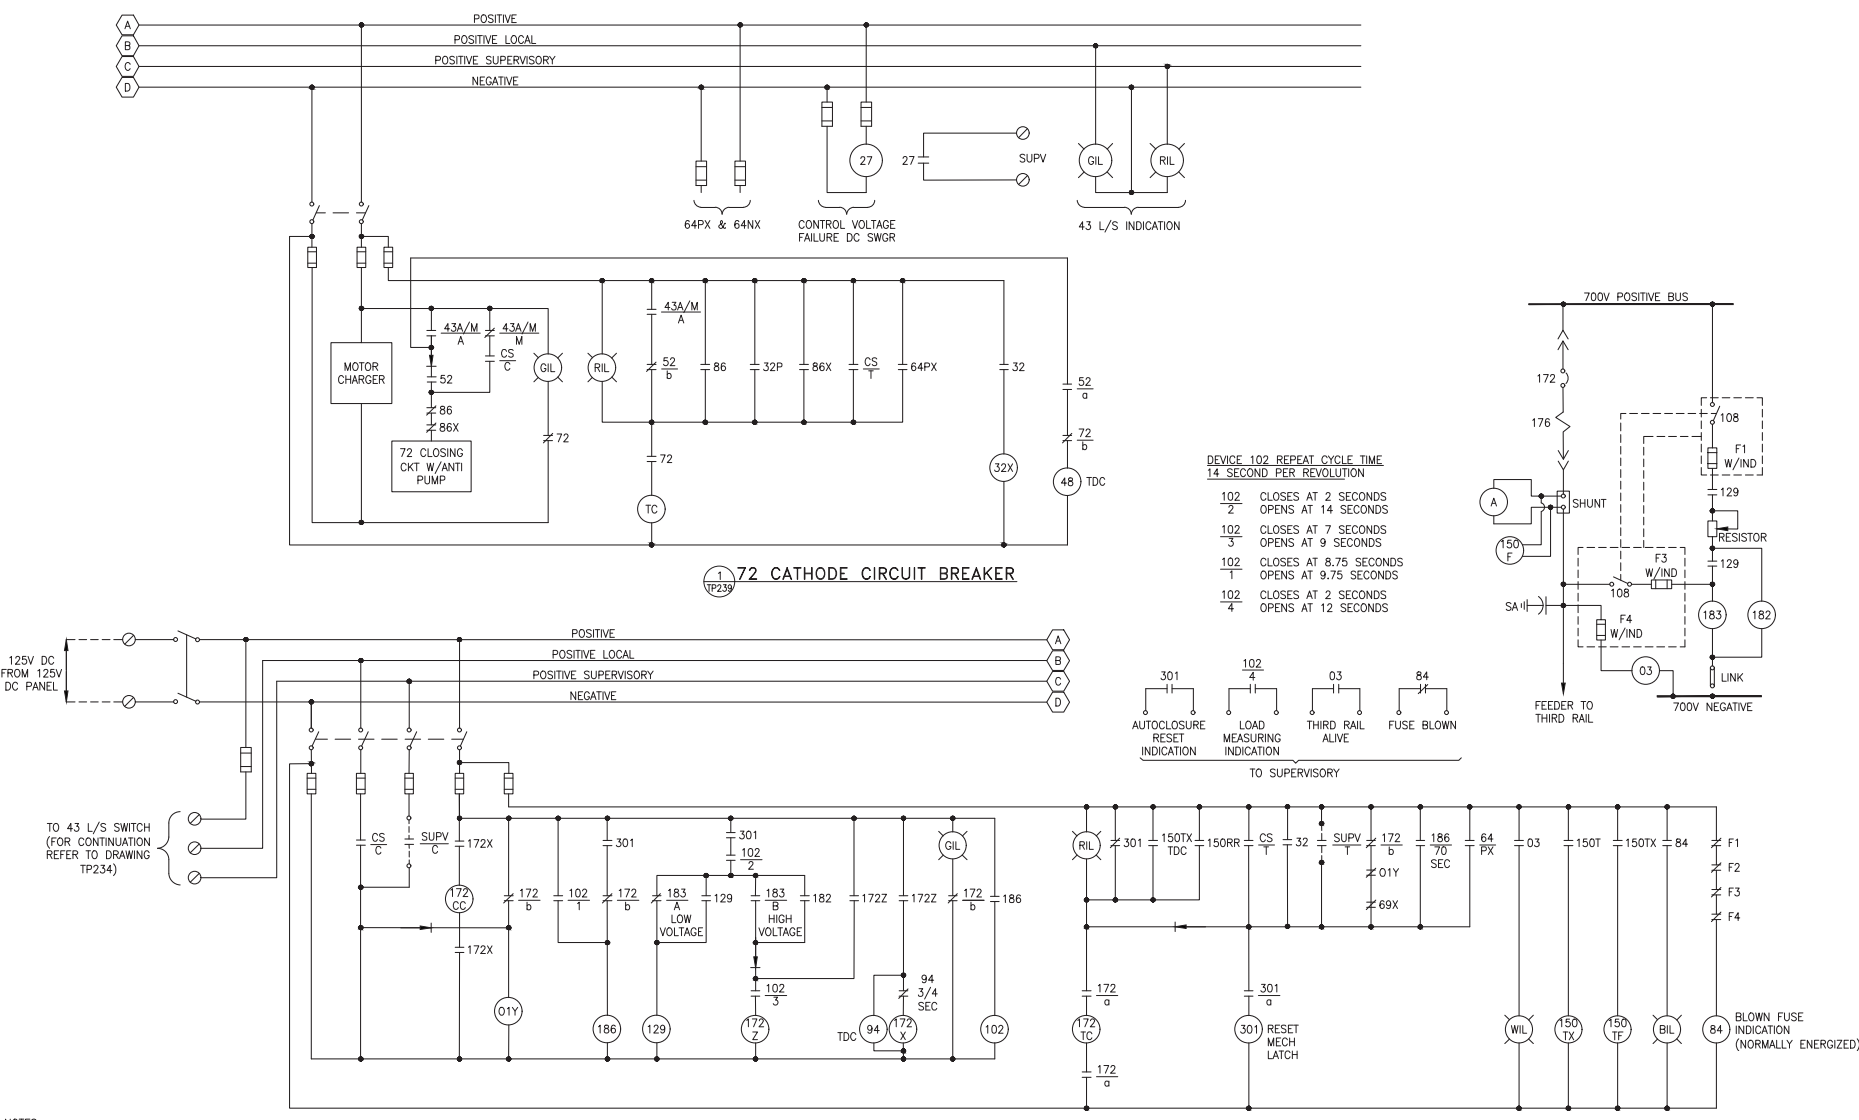 A POSITIVE
B POSITIVE LOCAL
C POSITIVE SUPERVISORY
D NEGATIVE
27
27
SUPV
GIL
RIL
64PX & 64NX
CONTROL VOLTAGE
FAILURE DC SWGR
43 L/S INDICATION
MOTOR
CHARGER
43A/M
A
43A/M
M
CS
C
52
86
86X
72 CLOSING
CKT W/ANTI
PUMP
GIL
72
RIL
43A/M
A
52
b
86
32P
86X
CS
T
64PX
32
72
TC
32X
52
a
72
b
48 TDC
1
TP239
72 CATHODE CIRCUIT BREAKER
DEVICE 102 REPEAT CYCLE TIME
14 SECOND PER REVOLUTION
102
2
CLOSES AT 2 SECONDS
OPENS AT 14 SECONDS
102
3
CLOSES AT 7 SECONDS
OPENS AT 9 SECONDS
102
1
CLOSES AT 8.75 SECONDS
OPENS AT 9.75 SECONDS
102
4
CLOSES AT 2 SECONDS
OPENS AT 12 SECONDS
700V POSITIVE BUS
172
176
108
F1
W/IND
129
A
SHUNT
150
F
RESISTOR
F3
W/IND
129
108
SA
F4
W/IND
183
182
03
LINK
FEEDER TO
THIRD RAIL
700V NEGATIVE
125V DC
FROM 125V
DC PANEL
POSITIVE A
POSITIVE LOCAL B
POSITIVE SUPERVISORY C
NEGATIVE D
301
AUTOCLOSURE
RESET
INDICATION
102
4
LOAD
MEASURING
INDICATION
03
THIRD RAIL
ALIVE
84
FUSE BLOWN
TO SUPERVISORY
TO 43 L/S SWITCH
(FOR CONTINUATION
REFER TO DRAWING
TP234)
CS
C
SUPV
C
172X
172
CC
172X
172
b
01Y
102
1
301
172
b
186
183
A
LOW
VOLTAGE
129
129
301
102
2
183
B
HIGH
VOLTAGE
182
102
3
172
Z
172Z
172Z
94
3/4
SEC
TDC 94
172
X
GIL
172
b
186
102
RIL
301
150TX
TDC
150RR
CS
T
32
SUPV
T
172
b
01Y
69X
186
70
SEC
64
PX
03
150T
150TX
84
F1
F2
F3
F4
172
a
172
TC
172
a
301
a
301
RESET
MECH
LATCH
WIL
150
TX
150
TF
BIL
84
BLOWN FUSE
INDICATION
(NORMALLY ENERGIZED)